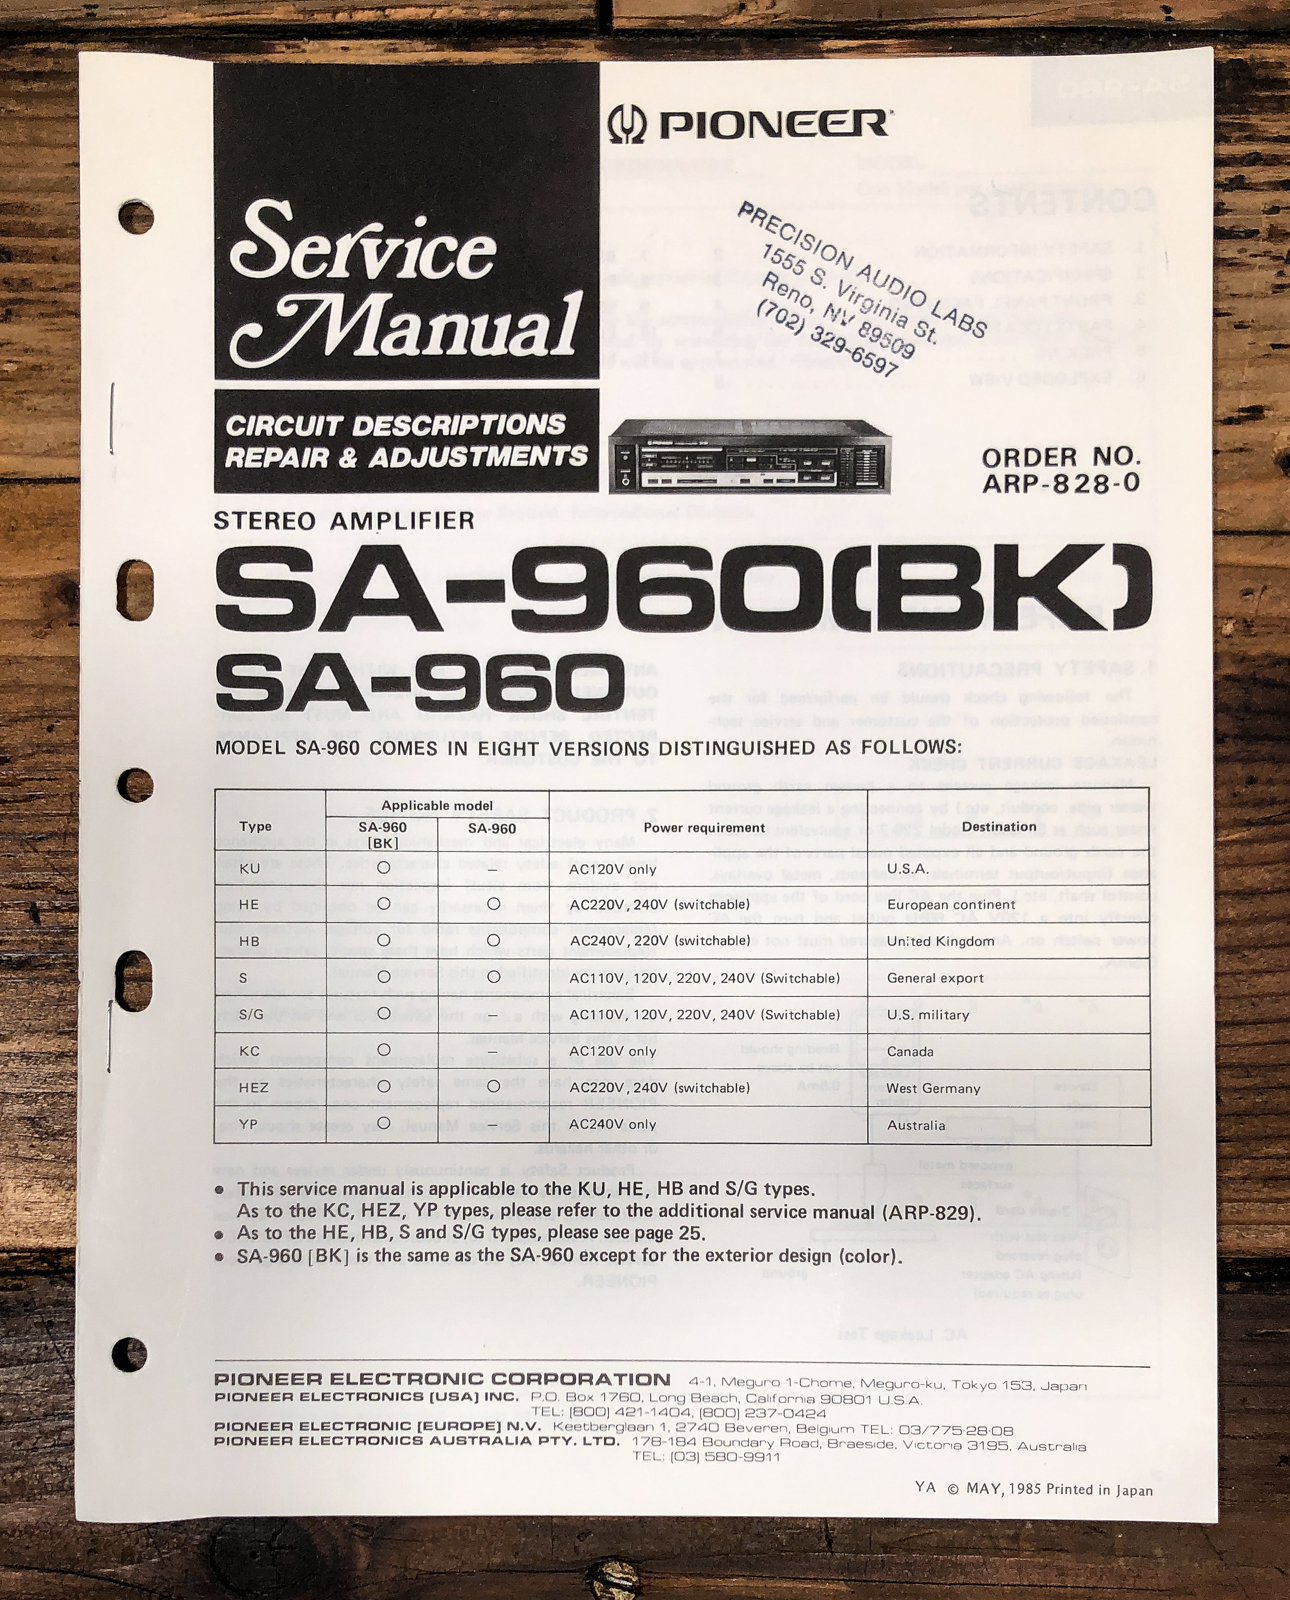 PIONEER
Service
Manual
PRECISION AUDIO LABS
1555 S. Virginia St.
Reno, NV 89509
(702) 329-6597
CIRCUIT DESCRIPTIONS
REPAIR & ADJUSTMENTS
PIONEER
ORDER NO.
ARP-828-0
STEREO AMPLIFIER
SA-960(BK)
SA-960
MODEL SA-960 COMES IN EIGHT VERSIONS DISTINGUISHED AS FOLLOWS:
Type Applicable model Power requirement Destination
SA-960 [BK] SA-960
KU ○ – AC120V only U.S.A.
HE ○ ○ AC220V, 240V (switchable) European continent
HB ○ ○ AC240V, 220V (switchable) United Kingdom
S ○ ○ AC110V, 120V, 220V, 240V (Switchable) General export
S/G ○ – AC110V, 120V, 220V, 240V (Switchable) U.S. military
KC ○ – AC120V only Canada
HEZ ○ ○ AC220V, 240V (switchable) West Germany
YP ○ – AC240V only Australia
● This service manual is applicable to the KU, HE, HB and S/G types.
As to the KC, HEZ, YP types, please refer to the additional service manual (ARP-829).
● As to the HE, HB, S and S/G types, please see page 25.
● SA-960 [BK] is the same as the SA-960 except for the exterior design (color).
PIONEER ELECTRONIC CORPORATION 4-1, Meguro 1-Chome, Meguro-ku, Tokyo 153, Japan
PIONEER ELECTRONICS [USA] INC. P.O. Box 1760, Long Beach, California 90801 U.S.A.
TEL: [800] 421-1404, [800] 237-0424
PIONEER ELECTRONIC [EUROPE] N.V. Keetberglaan 1, 2740 Beveren, Belgium TEL: 03/775·28·08
PIONEER ELECTRONICS AUSTRALIA PTY. LTD. 178-184 Boundary Road, Braeside, Victoria 3195, Australia
TEL: [03] 580-9911
YA © MAY, 1985 Printed in Japan